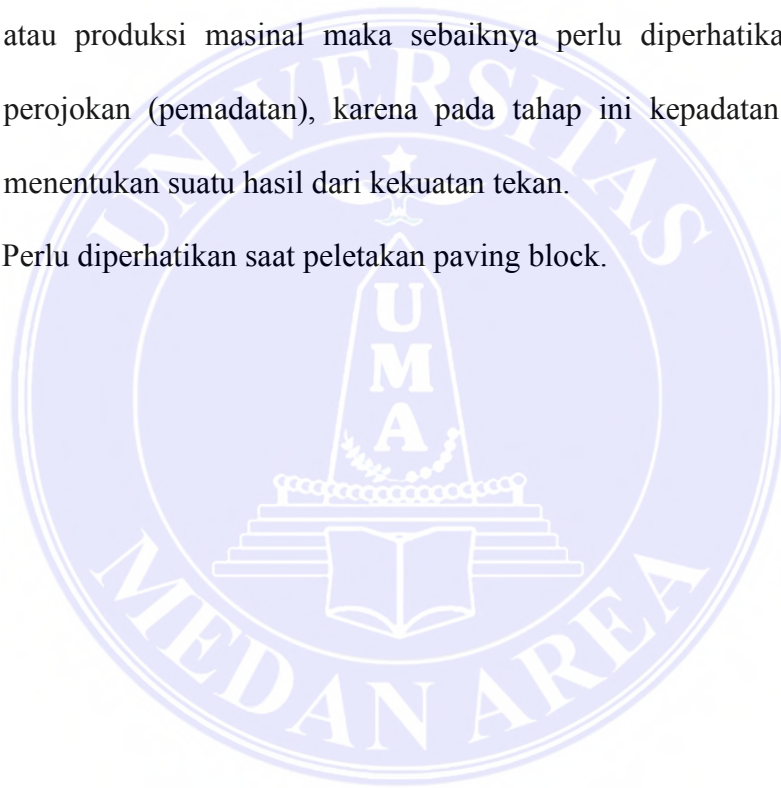 atau produksi masinal maka sebaiknya perlu diperhatika
perojokan (pemadatan), karena pada tahap ini kepadatan
menentukan suatu hasil dari kekuatan tekan.
Perlu diperhatikan saat peletakan paving block.
UNIVERSITAS
UMA
MEDAN AREA